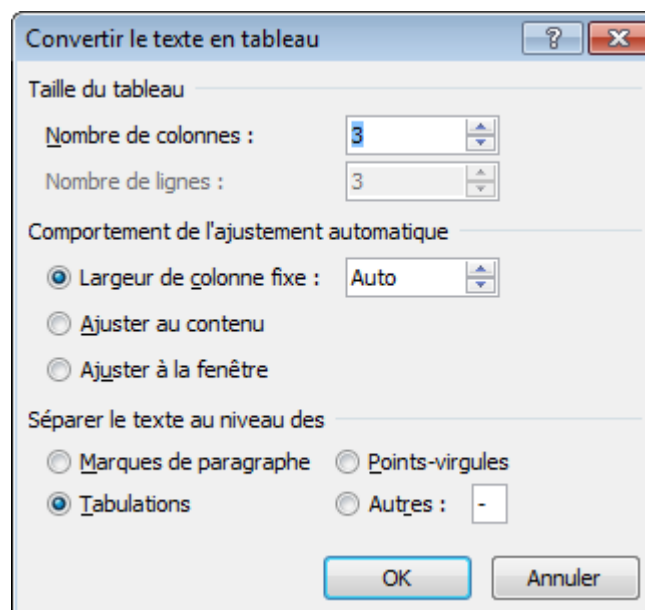 Convertir le texte en tableau
Taille du tableau
Nombre de colonnes : 3
Nombre de lignes : 3
Comportement de l'ajustement automatique
Largeur de colonne fixe : Auto
Ajuster au contenu
Ajuster à la fenêtre
Séparer le texte au niveau des
Marques de paragraphe Points-virgules
Tabulations Autres : -
OK Annuler